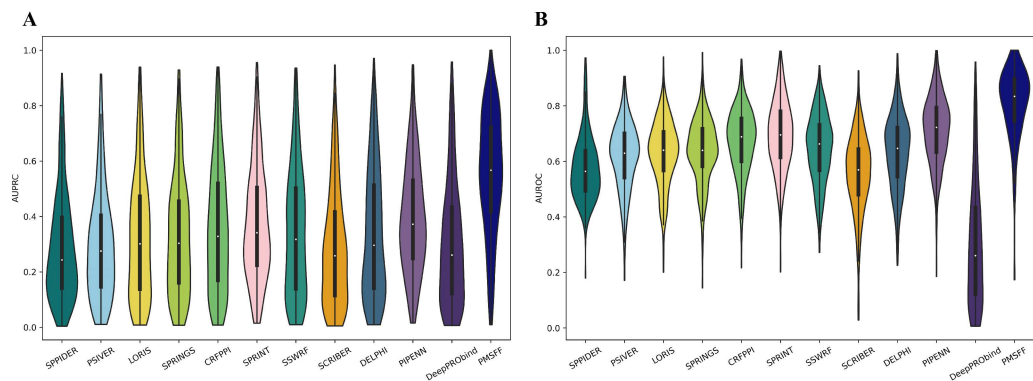 A
B
1.0
0.8
0.6
0.4
0.2
0.0
AUPRC
SPPIDER
PSIVER
LORIS
SPRINGS
CRFPPI
SPRINT
SSWRF
SCRIBER
DELPHI
PIPENN
DeepPRObind
PMSFF
1.0
0.8
0.6
0.4
0.2
0.0
AUROC
SPPIDER
PSIVER
LORIS
SPRINGS
CRFPPI
SPRINT
SSWRF
SCRIBER
DELPHI
PIPENN
DeepPRObind
PMSFF